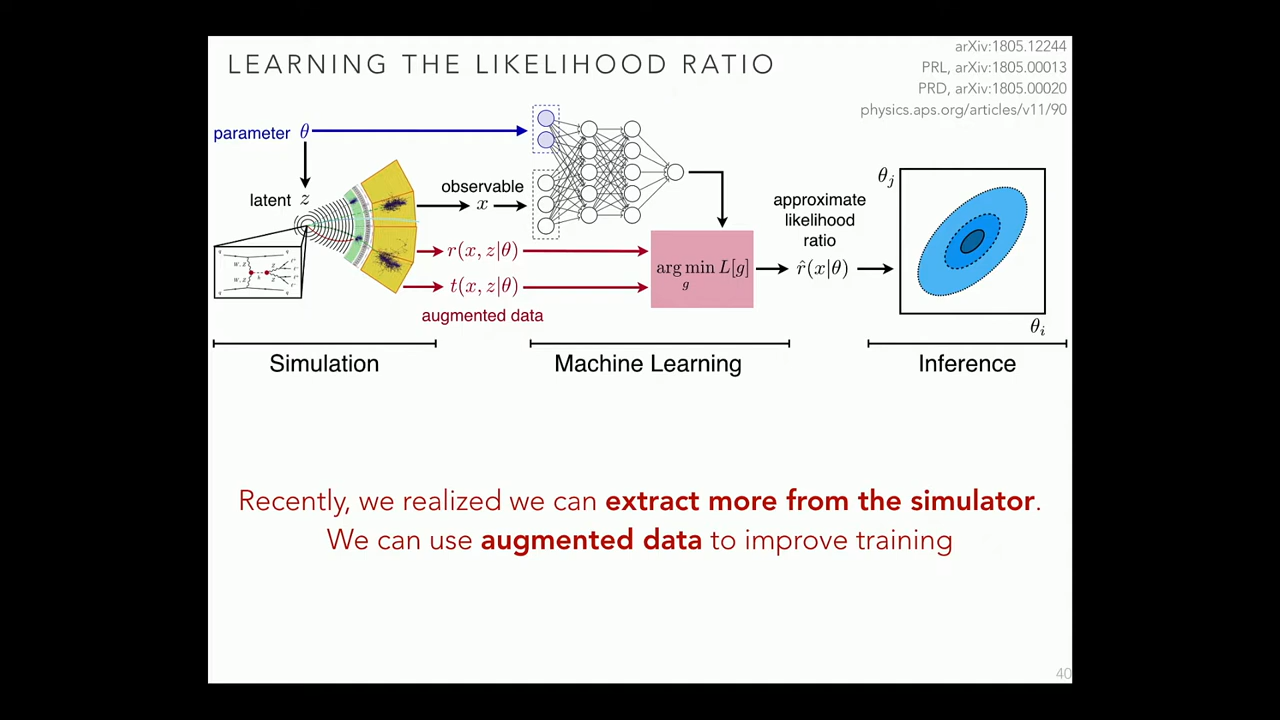 LEARNING THE LIKELIHOOD RATIO
arXiv:1805.12244
PRL, arXiv:1805.00013
PRD, arXiv:1805.00020
physics.aps.org/articles/v11/90
parameter θ
latent z
observable
x
r(x, z|θ)
t(x, z|θ)
augmented data
arg min L[g]
g
approximate
likelihood
ratio
r̂(x|θ)
θj
θi
Simulation
Machine Learning
Inference
Recently, we realized we can extract more from the simulator.
We can use augmented data to improve training
40